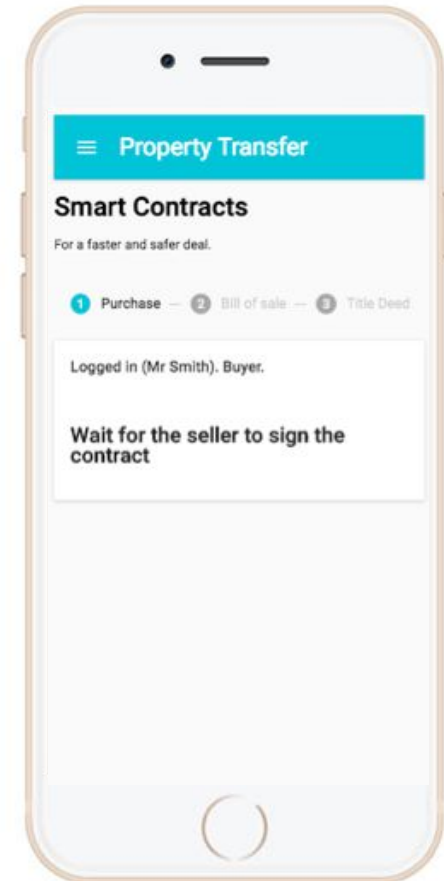 Property Transfer
Smart Contracts
For a faster and safer deal.
1 Purchase — 2 Bill of sale — 3 Title Deed
Logged in (Mr Smith). Buyer.
Wait for the seller to sign the
contract